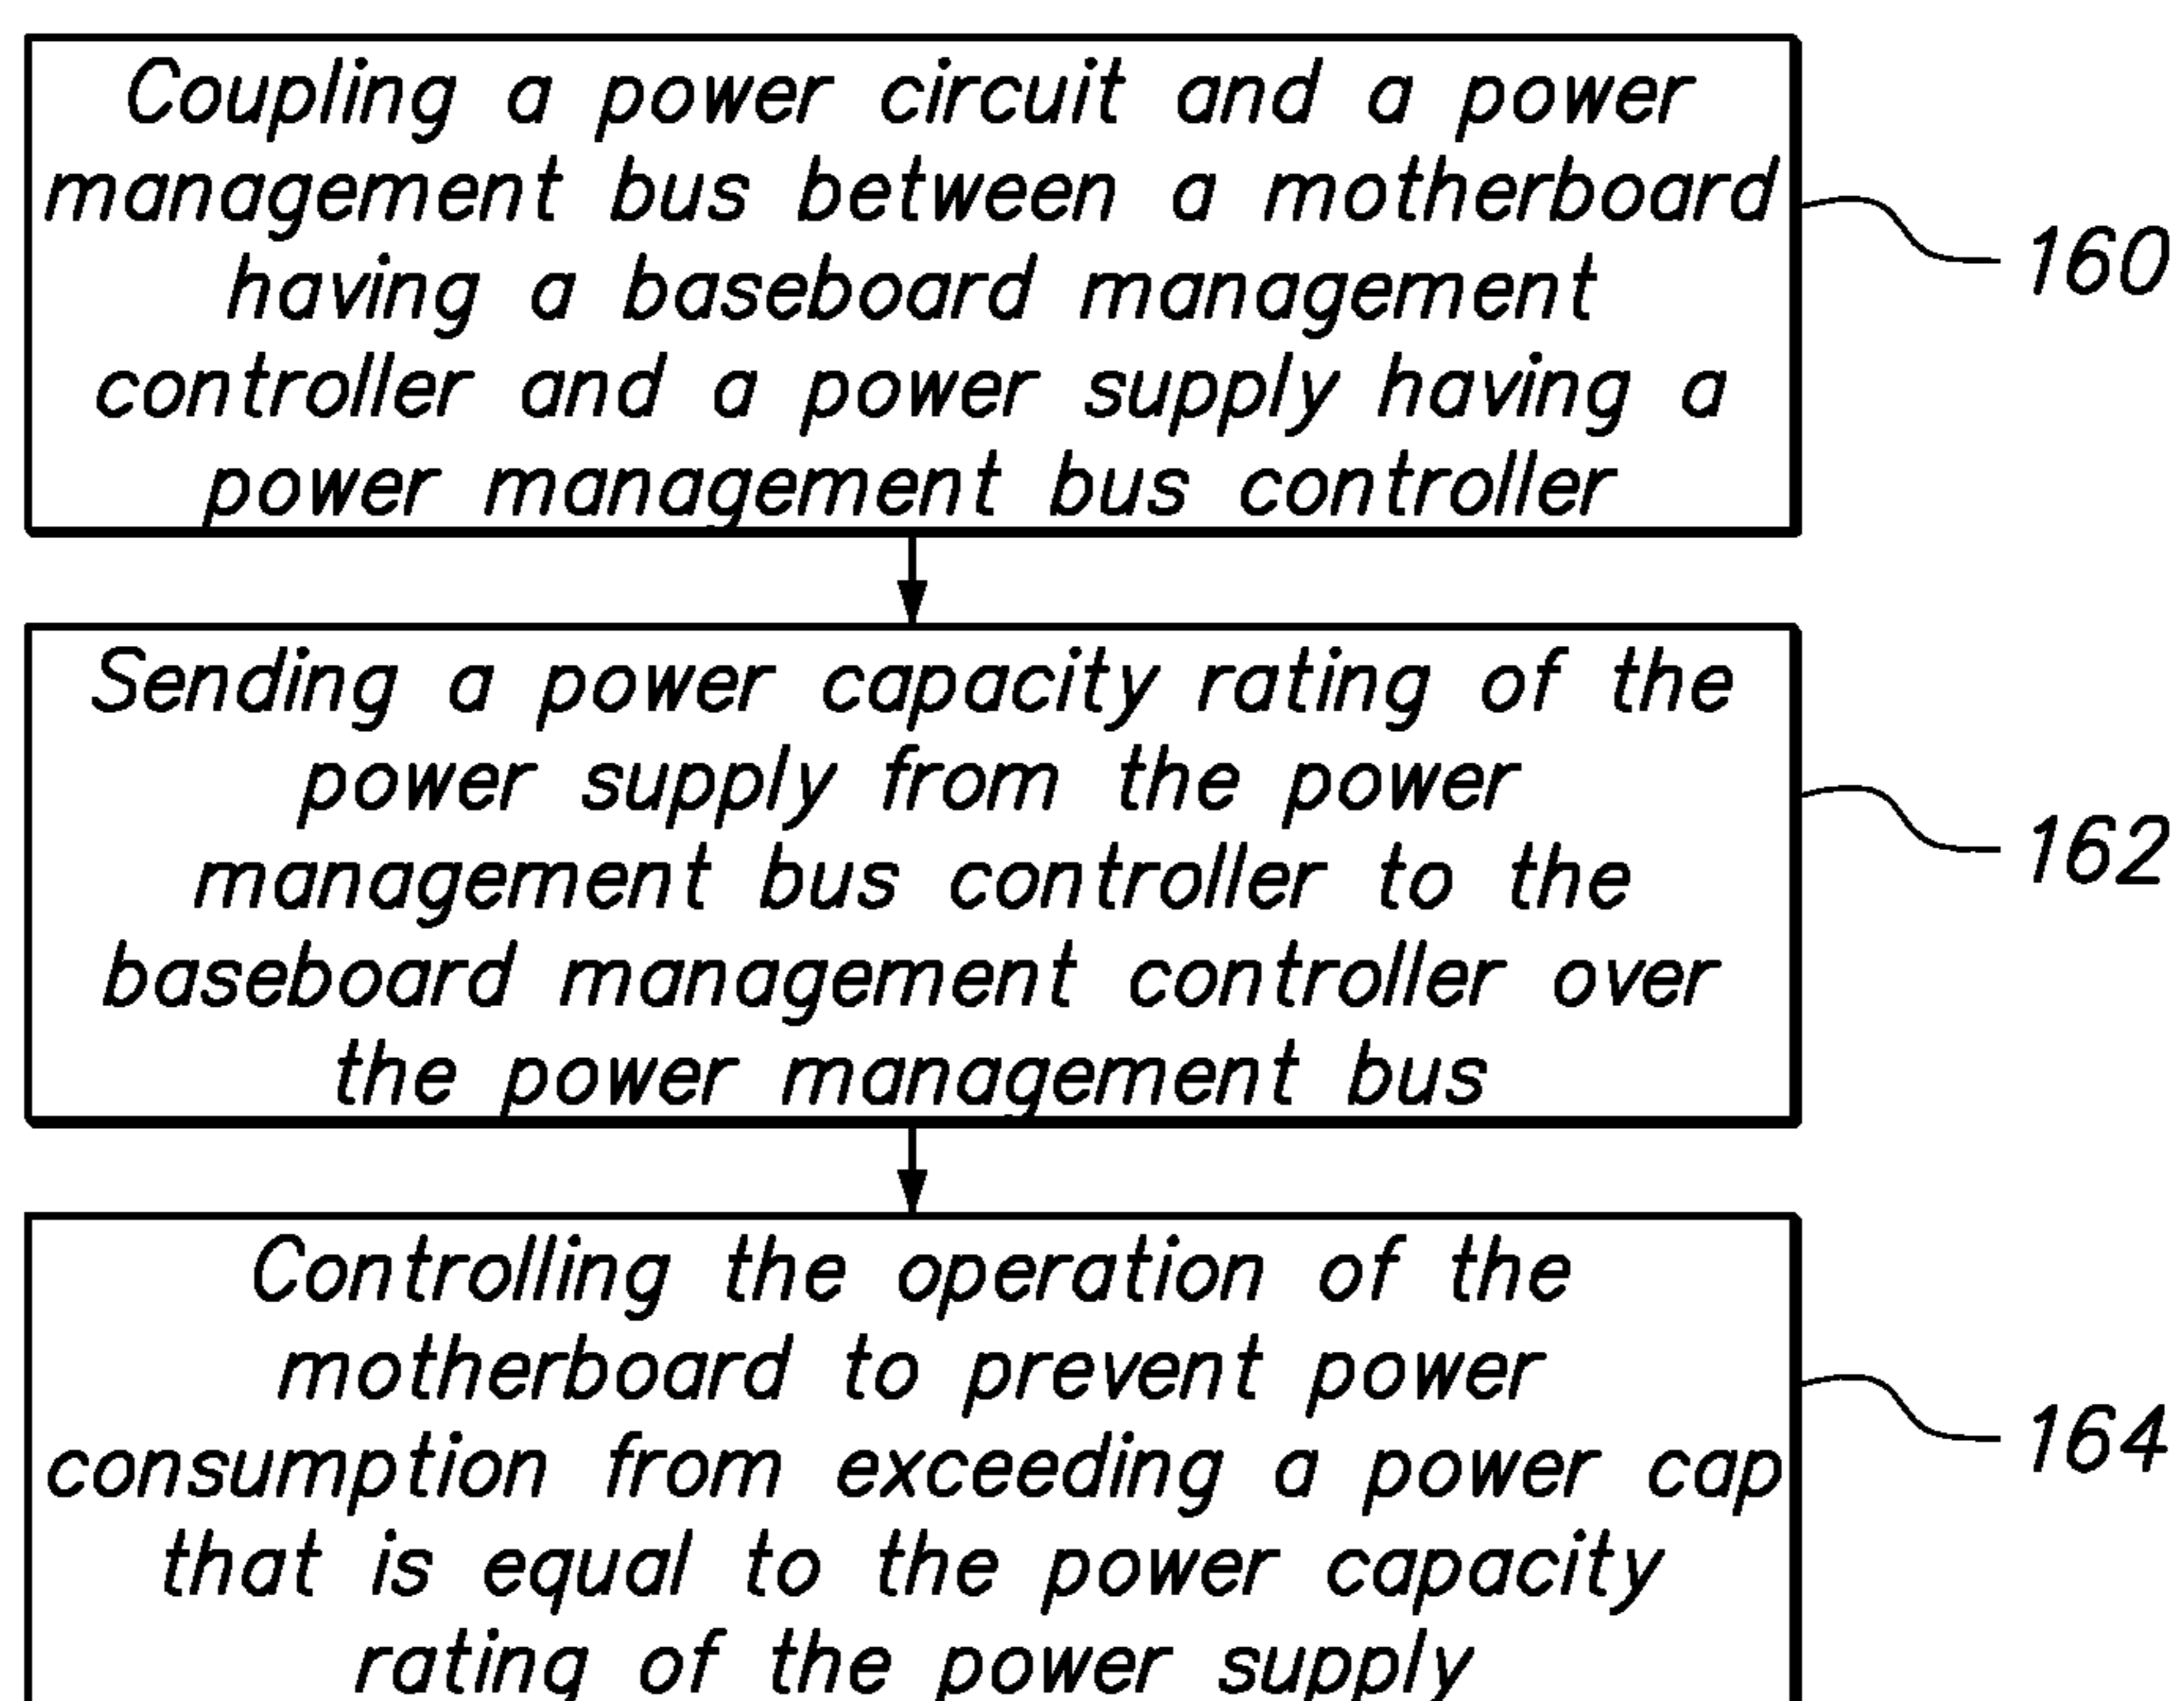 Coupling a power circuit and a power
management bus between a motherboard
having a baseboard management
controller and a power supply having a
power management bus controller
160
Sending a power capacity rating of the
power supply from the power
management bus controller to the
baseboard management controller over
the power management bus
162
Controlling the operation of the
motherboard to prevent power
consumption from exceeding a power cap
that is equal to the power capacity
rating of the power supply
164